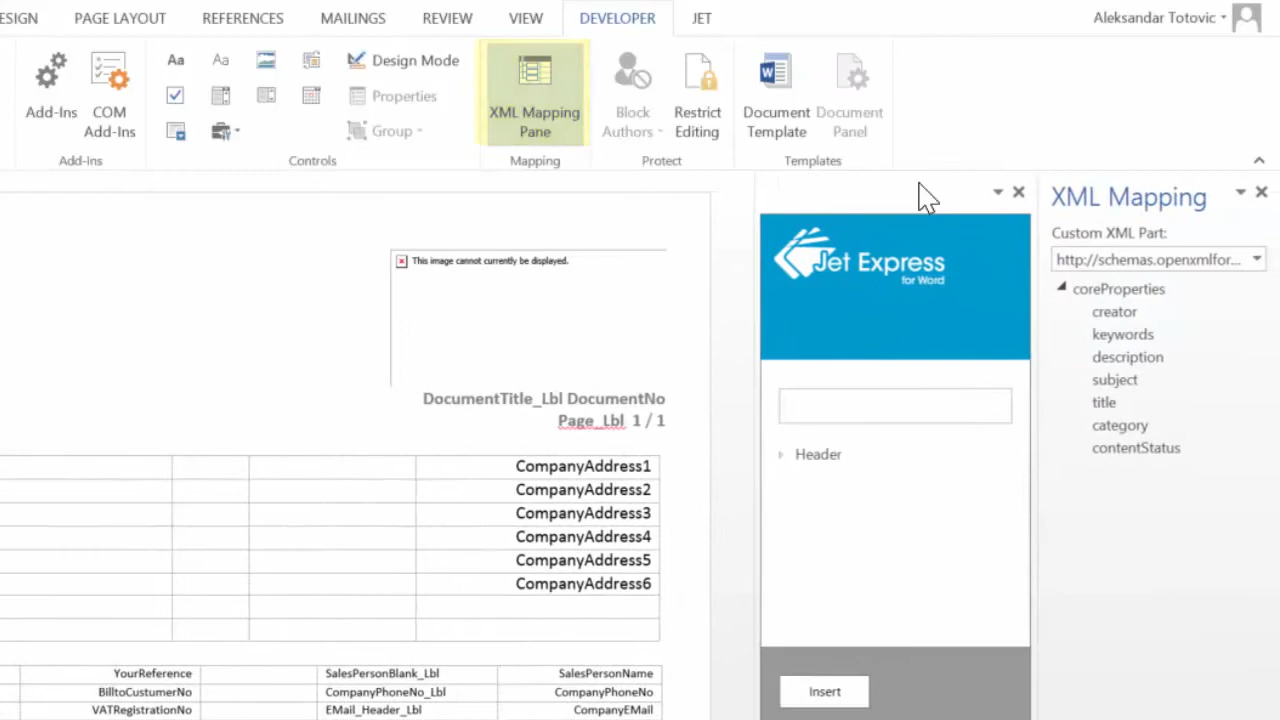 ESIGN PAGE LAYOUT REFERENCES MAILINGS REVIEW VIEW DEVELOPER JET Aleksandar Totovic
Aa Aa Design Mode
Properties
Group
Add-Ins COM Add-Ins
XML Mapping Pane
Block Authors Restrict Editing
Document Template Document Panel
Add-Ins Controls Mapping Protect Templates
XML Mapping
Custom XML Part:
http://schemas.openxmlfor...
coreProperties
creator
keywords
description
subject
title
category
contentStatus
Jet Express
for Word
Header
Insert
This image cannot currently be displayed.
DocumentTitle_Lbl DocumentNo
Page_Lbl 1 / 1
CompanyAddress1
CompanyAddress2
CompanyAddress3
CompanyAddress4
CompanyAddress5
CompanyAddress6
YourReference SalesPersonBlank_Lbl SalesPersonName
BilltoCustumerNo CompanyPhoneNo_Lbl CompanyPhoneNo
VATRegistrationNo EMail_Header_Lbl CompanyEMail